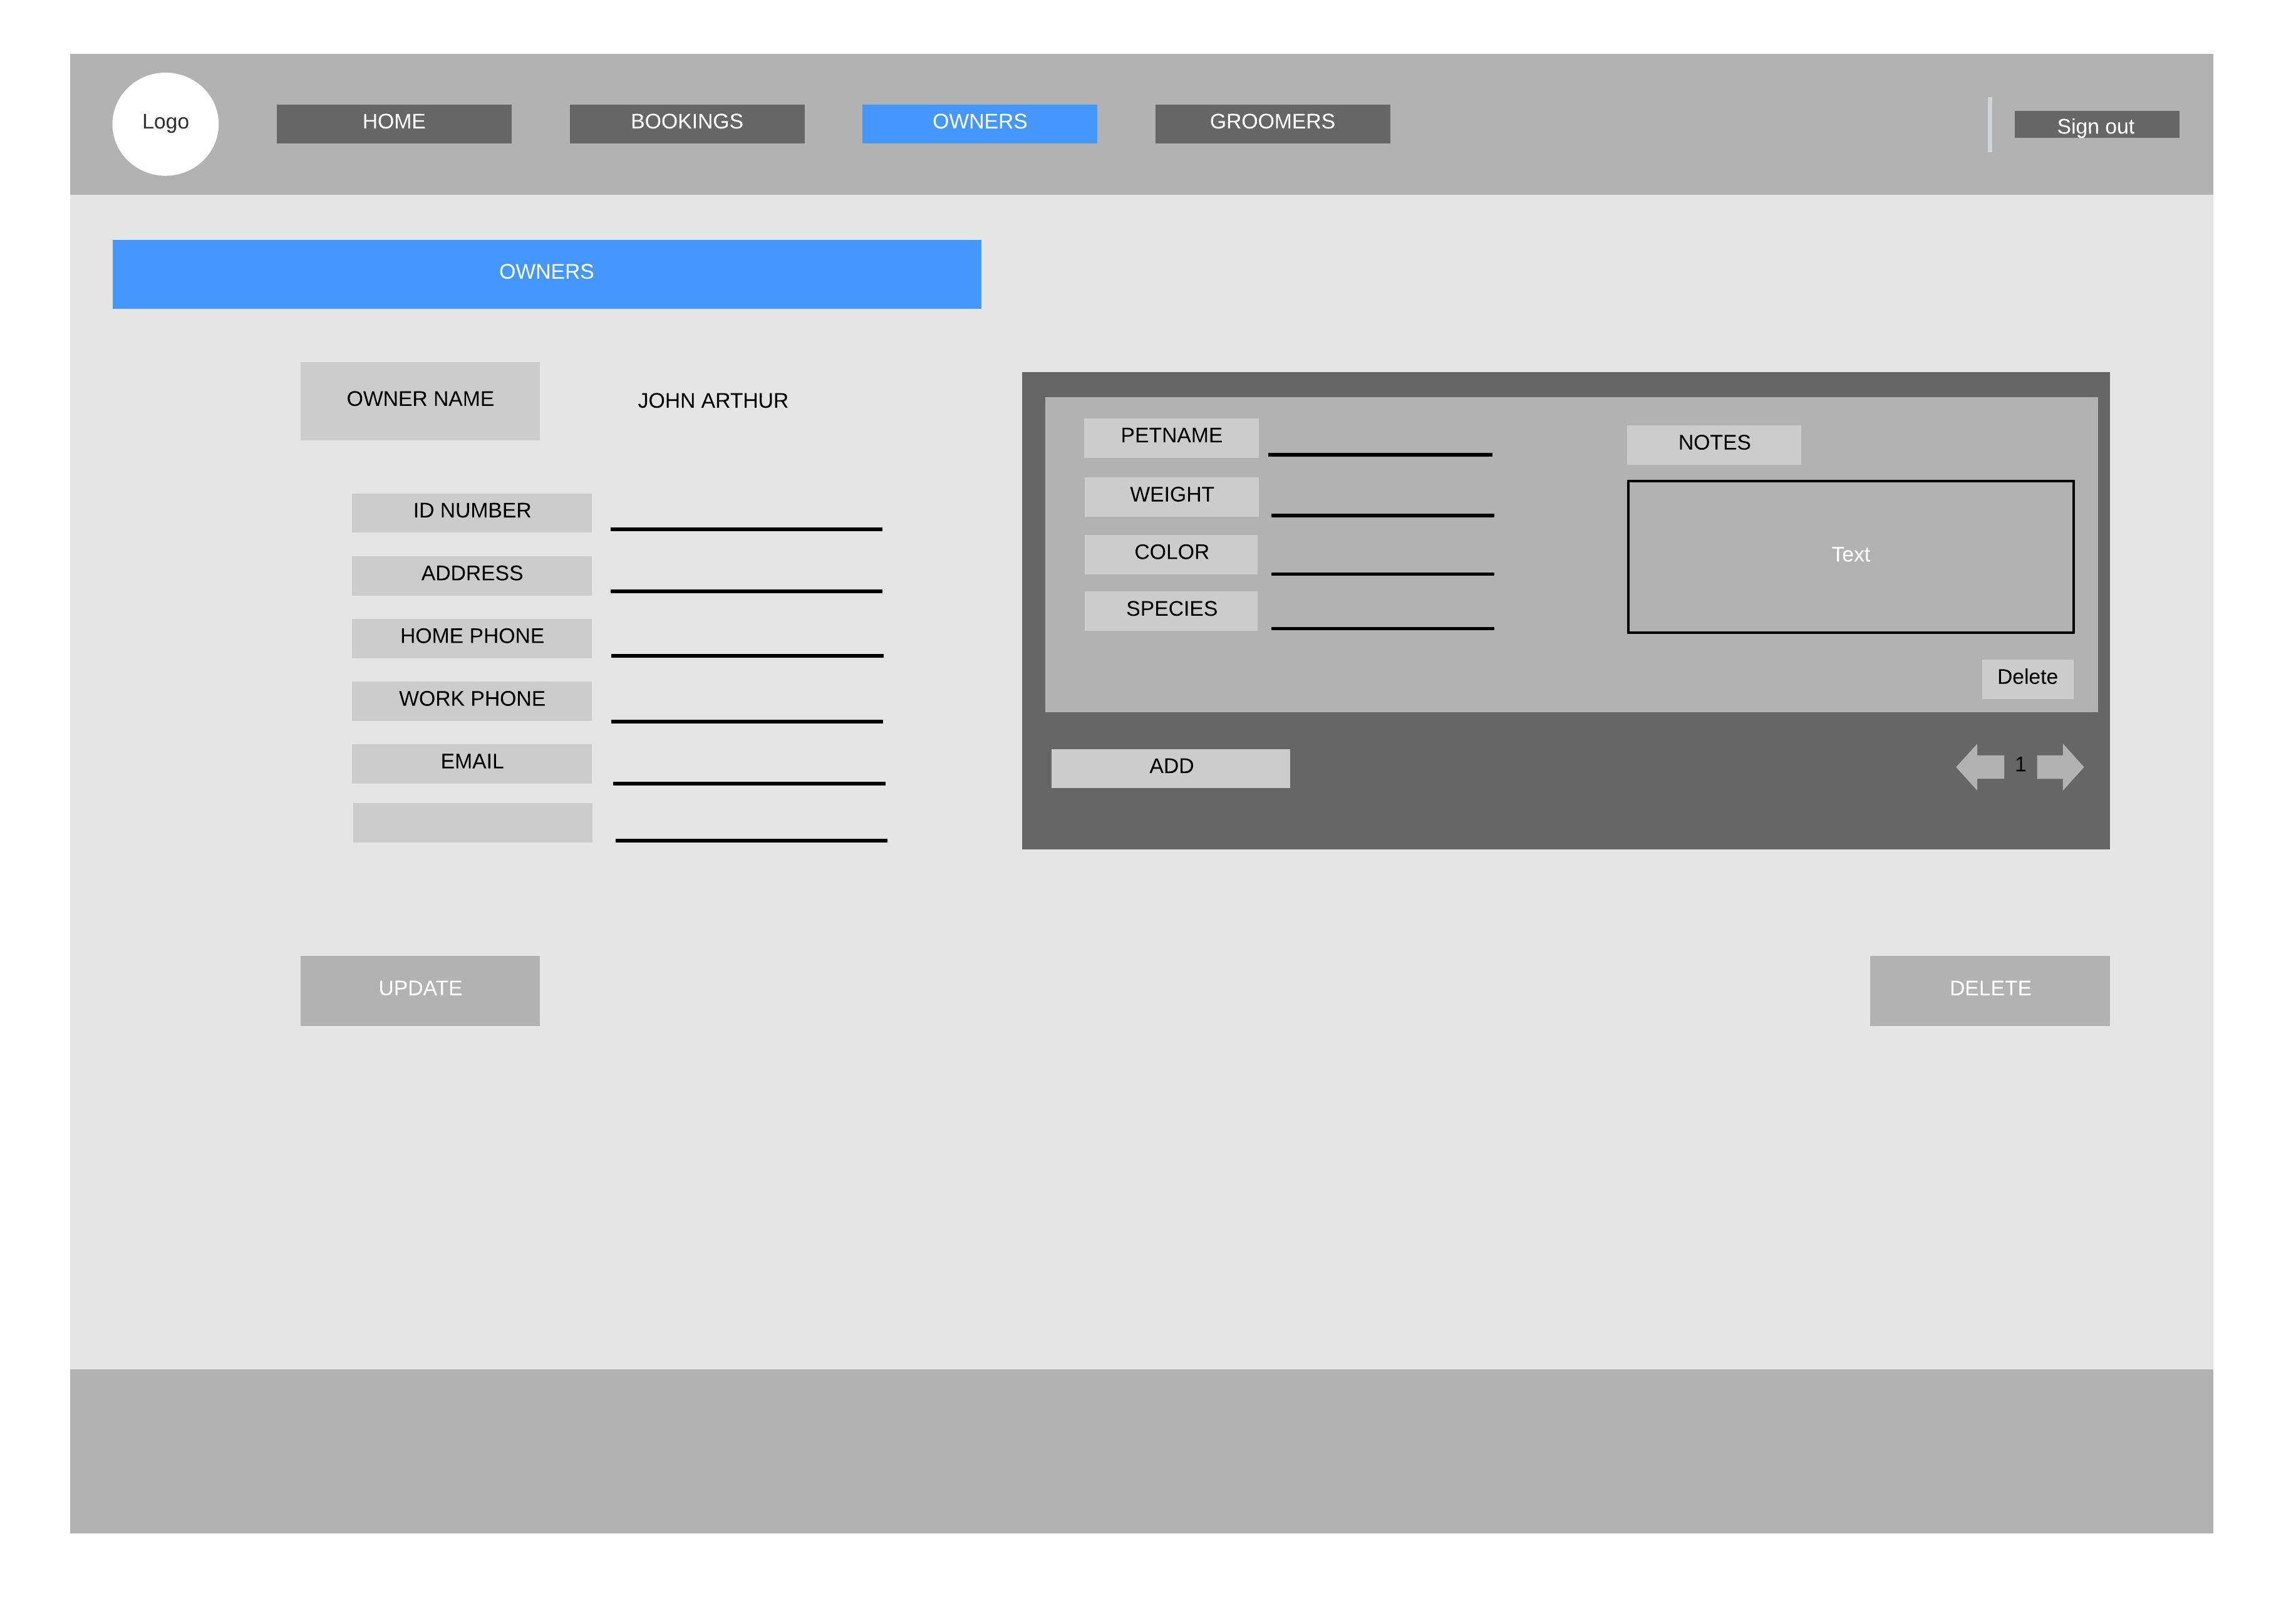 Logo
HOME
BOOKINGS
OWNERS
GROOMERS
Sign out
OWNERS
OWNER NAME
JOHN ARTHUR
ID NUMBER
ADDRESS
HOME PHONE
WORK PHONE
EMAIL
PETNAME
WEIGHT
COLOR
SPECIES
NOTES
Text
Delete
ADD
1
UPDATE
DELETE